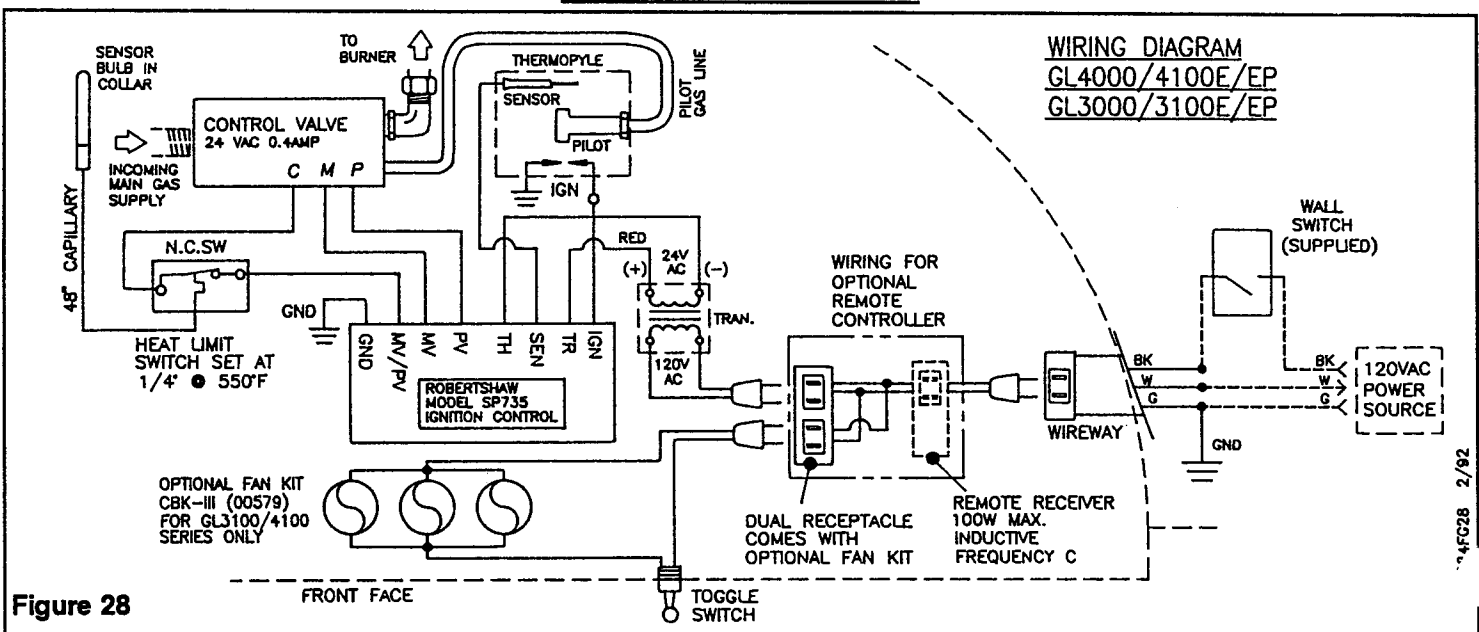 SENSOR
BULB IN
COLLAR
TO
BURNER
THERMOPYLE
SENSOR
PILOT
IGN
PILOT
GAS LINE
WIRING DIAGRAM
GL4000/4100E/EP
GL3000/3100E/EP
CONTROL VALVE
24 VAC 0.4AMP
C M P
INCOMING
MAIN GAS
SUPPLY
48" CAPILLARY
N.C.SW
HEAT LIMIT
SWITCH SET AT
1/4" @ 550°F
GND
GND
MV/PV
MV
PV
TH
SEN
TR
IGN
ROBERTSHAW
MODEL SP735
IGNITION CONTROL
RED
24V
AC
(+)
(-)
TRAN.
120V
AC
WIRING FOR
OPTIONAL
REMOTE
CONTROLLER
WALL
SWITCH
(SUPPLIED)
BK
W
G
BK
W
G
120VAC
POWER
SOURCE
WIREWAY
GND
OPTIONAL FAN KIT
CBK-III (00579)
FOR GL3100/4100
SERIES ONLY
DUAL RECEPTACLE
COMES WITH
OPTIONAL FAN KIT
REMOTE RECEIVER
100W MAX.
INDUCTIVE
FREQUENCY C
FRONT FACE
TOGGLE
SWITCH
4FG28 2/92
Figure 28